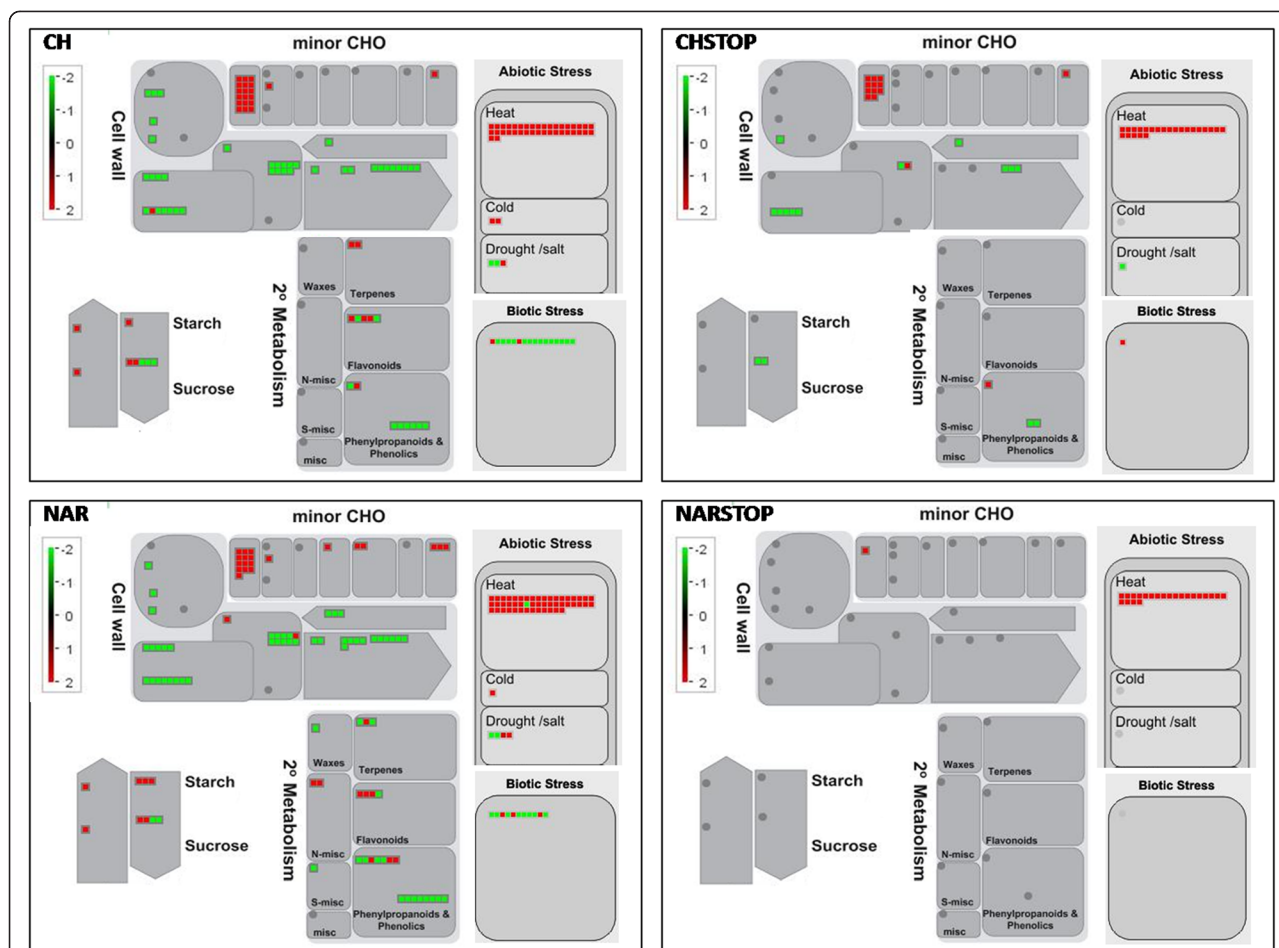 CH
minor CHO
-2
-1
0
1
2
Cell wall
Abiotic Stress
Heat
Cold
Drought /salt
Biotic Stress
Waxes
Terpenes
2º Metabolism
Starch
Sucrose
N-misc
Flavonoids
S-misc
Phenylpropanoids &
Phenolics
misc
CHSTOP
minor CHO
-2
-1
0
1
2
Cell wall
Abiotic Stress
Heat
Cold
Drought /salt
Biotic Stress
Waxes
Terpenes
2º Metabolism
Starch
Sucrose
N-misc
Flavonoids
S-misc
Phenylpropanoids &
Phenolics
misc
NAR
minor CHO
-2
-1
0
1
2
Cell wall
Abiotic Stress
Heat
Cold
Drought /salt
Biotic Stress
Waxes
Terpenes
2º Metabolism
Starch
Sucrose
N-misc
Flavonoids
S-misc
Phenylpropanoids &
Phenolics
misc
NARSTOP
minor CHO
-2
-1
0
1
2
Cell wall
Abiotic Stress
Heat
Cold
Drought /salt
Biotic Stress
Waxes
Terpenes
2º Metabolism
Starch
Sucrose
N-misc
Flavonoids
S-misc
Phenylpropanoids &
Phenolics
misc